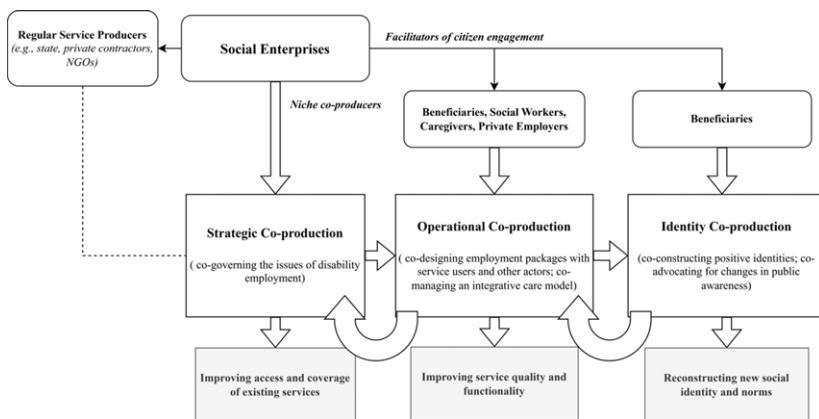 Regular Service Producers
(e.g., state, private contractors,
NGOs)
Social Enterprises
Facilitators of citizen engagement
Niche co-producers
Beneficiaries, Social Workers,
Caregivers, Private Employers
Beneficiaries
Strategic Co-production
( co-governing the issues of disability
employment)
Operational Co-production
( co-designing employment packages with
service users and other actors; co-
managing an integrative care model)
Identity Co-production
(co-constructing positive identities; co-
advocating for changes in public
awareness)
Improving access and coverage
of existing services
Improving service quality and
functionality
Reconstructing new social
identity and norms